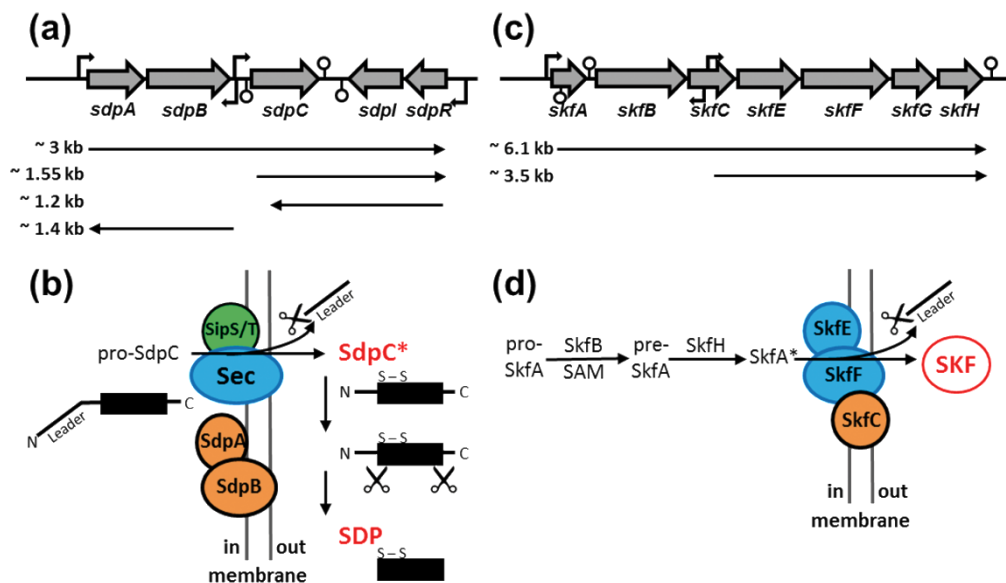 (a)
sdpA sdpB sdpC sdpI sdpR
~ 3 kb
~ 1.55 kb
~ 1.2 kb
~ 1.4 kb
(c)
skfA skfB skfC skfE skfF skfG skfH
~ 6.1 kb
~ 3.5 kb
(b)
SipS/T
Leader
pro-SdpC
Sec
SdpC*
S – S
N C
N Leader C
SdpA
S – S
N C
SdpB
SDP
S – S
in out
membrane
(d)
SkfE
Leader
pro-
SkfA
SkfB
SAM
pre-
SkfA
SkfH
SkfA*
SkfF
SKF
SkfC
in out
membrane